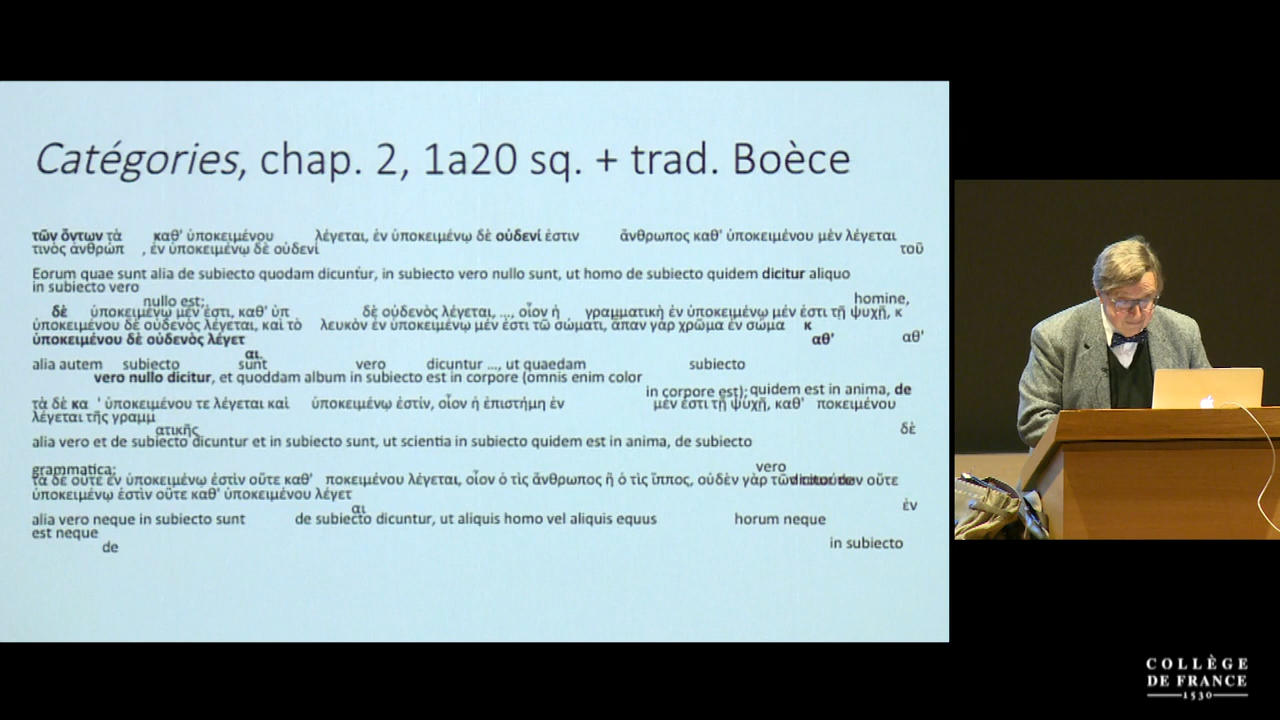 Catégories, chap. 2, 1a20 sq. + trad. Boèce
τῶν ὄντων τὰ καθ' ὑποκειμένου λέγεται, ἐν ὑποκειμένῳ δὲ οὐδενί ἐστιν ἄνθρωπος καθ' ὑποκειμένου μὲν λέγεται
τινὸς ἀνθρώπ , ἐν ὑποκειμένῳ δὲ οὐδενί τοῦ
Eorum quae sunt alia de subiecto quodam dicuntur, in subiecto vero nullo sunt, ut homo de subiecto quidem dicitur aliquo
in subiecto vero
nullo est; homine,
δὲ ὑποκειμένῳ μέν ἐστι, καθ' ὑπ δὲ οὐδενὸς λέγεται, ..., οἷον ἡ γραμματικὴ ἐν ὑποκειμένῳ μέν ἐστι τῇ ψυχῇ, κ
ὑποκειμένου δὲ οὐδενὸς λέγεται, καὶ τὸ λευκὸν ἐν ὑποκειμένῳ μέν ἐστι τῷ σώματι, ἅπαν γὰρ χρῶμα ἐν σώμα κ
ὑποκειμένου δὲ οὐδενὸς λέγετ αθ' αθ'
αι.
alia autem subiecto sunt vero dicuntur ..., ut quaedam subiecto
vero nullo dicitur, et quoddam album in subiecto est in corpore (omnis enim color
in corpore est); quidem est in anima, de
τὰ δὲ κα ' ὑποκειμένου τε λέγεται καὶ ὑποκειμένῳ ἐστίν, οἷον ἡ ἐπιστήμη ἐν μέν ἐστι τῇ ψυχῇ, καθ' ποκειμένου
λέγεται τῆς γραμμ
ατικῆς δὲ
alia vero et de subiecto dicuntur et in subiecto sunt, ut scientia in subiecto quidem est in anima, de subiecto
grammatica; vero
τὰ δὲ οὔτε ἐν ὑποκειμένῳ ἐστὶν οὔτε καθ' ποκειμένου λέγεται, οἷον ὁ τὶς ἄνθρωπος ἢ ὁ τὶς ἵππος, οὐδὲν γὰρ τῶν οὔτε
ὑποκειμένῳ ἐστὶν οὔτε καθ' ὑποκειμένου λέγετ
αι ἐν
alia vero neque in subiecto sunt de subiecto dicuntur, ut aliquis homo vel aliquis equus horum neque
est neque
de in subiecto
COLLÈGE
DE FRANCE
1530